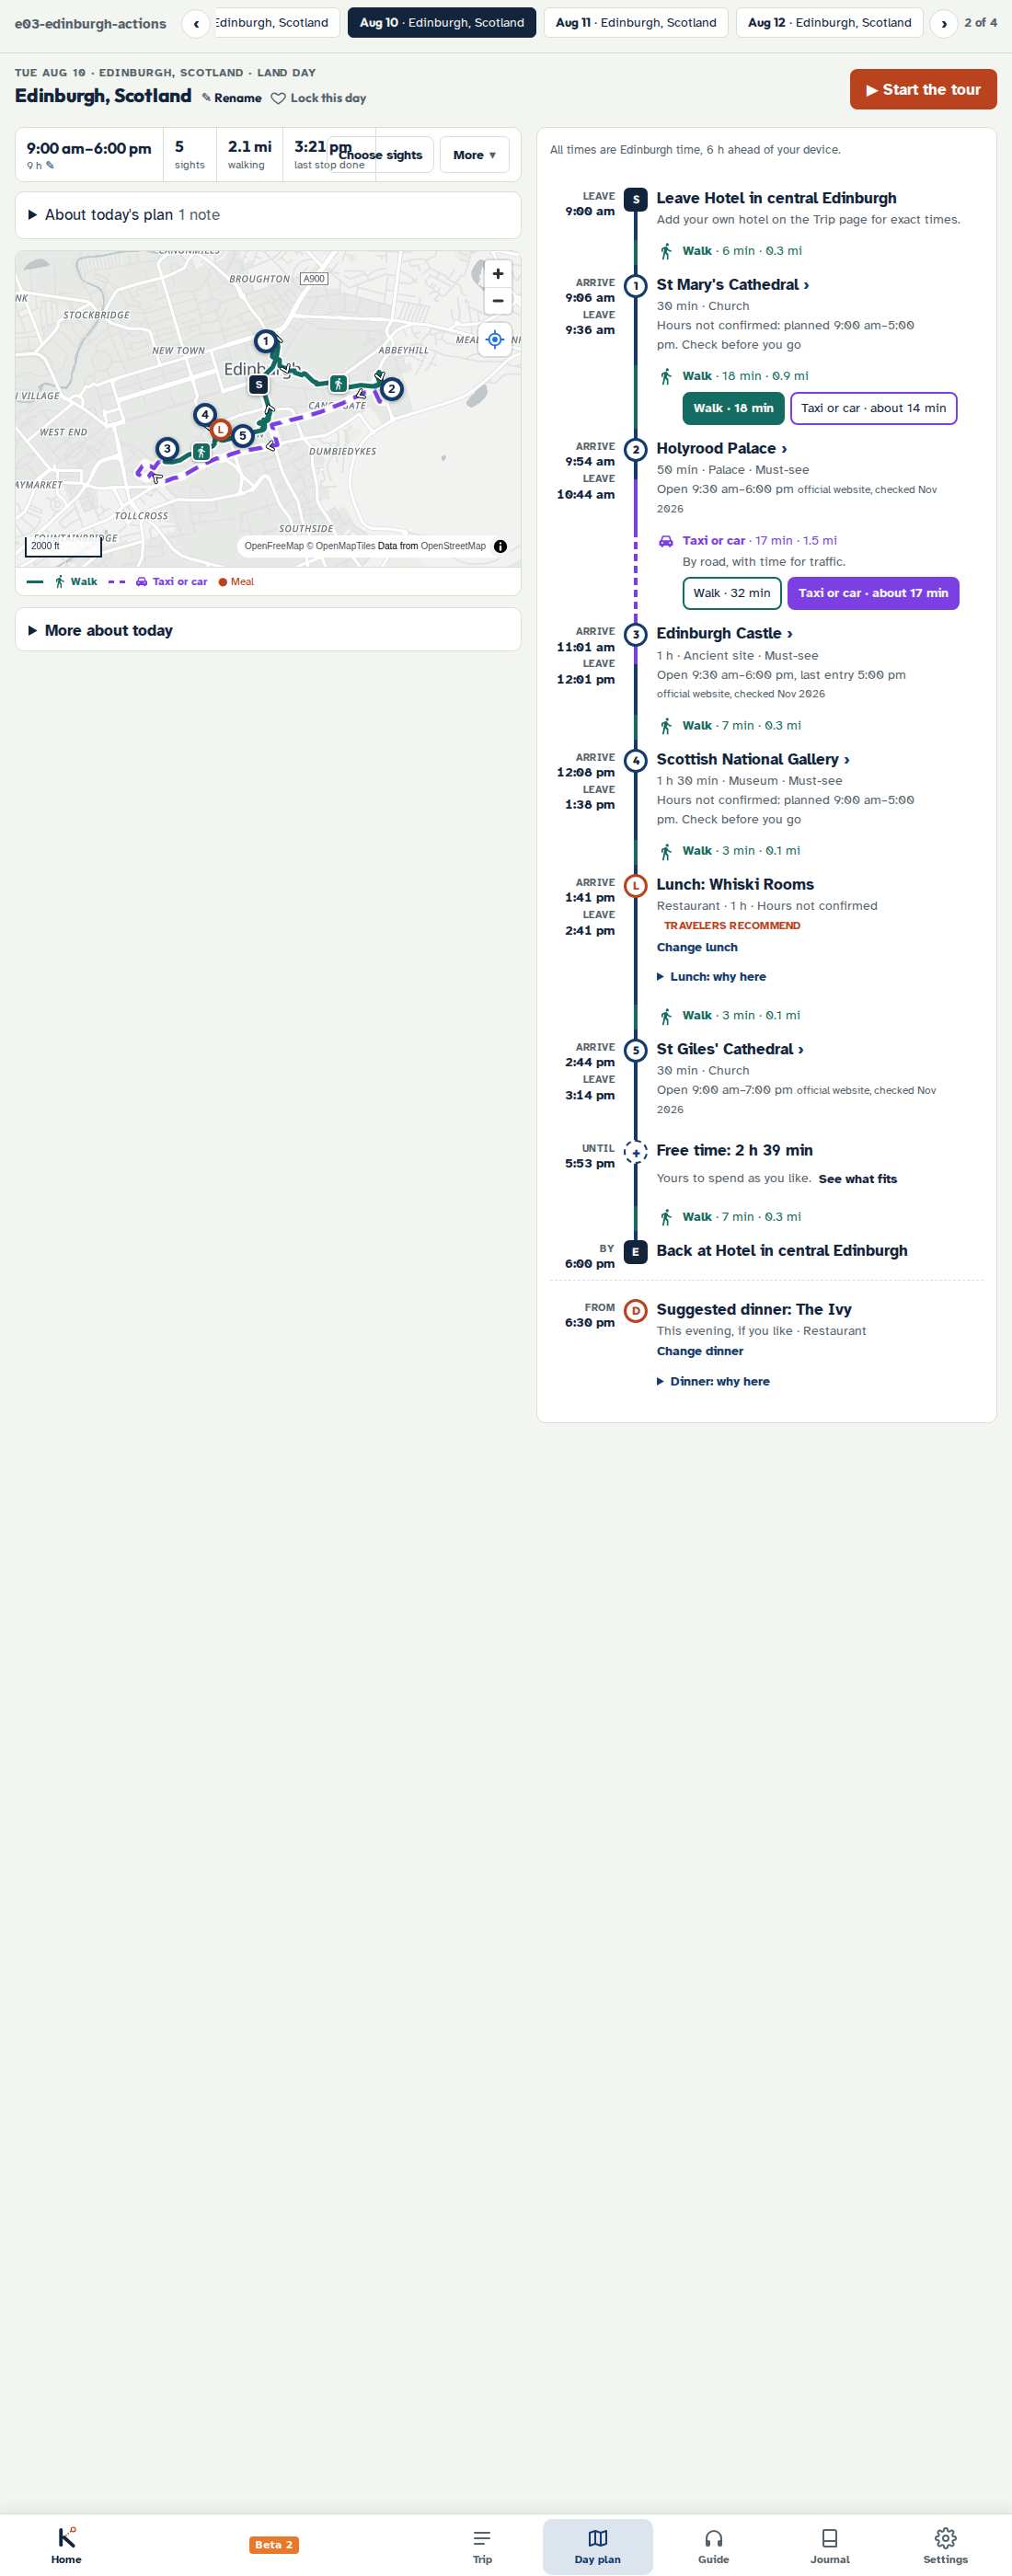 e03-edinburgh-actions
‹
Edinburgh, Scotland
Aug 10 · Edinburgh, Scotland
Aug 11 · Edinburgh, Scotland
Aug 12 · Edinburgh, Scotland
›
2 of 4
TUE AUG 10 · EDINBURGH, SCOTLAND · LAND DAY
Edinburgh, Scotland ✎ Rename Lock this day
▶ Start the tour
9:00 am–6:00 pm
9 h ✎
5
sights
2.1 mi
walking
3:21 pm
last stop done
Choose sights
More ▾
▶ About today's plan 1 note
CANONMILLS
BROUGHTON
A900
NK
STOCKBRIDGE
NEW TOWN
ABBEYHILL
Edinburgh
VILLAGE
WEST END
DUMBIEDYKES
AYMARKET
TOLLCROSS
SOUTHSIDE
FOUNTAINBRIDGE
1
S
2
4
L
5
3
+
−
2000 ft
OpenFreeMap © OpenMapTiles Data from OpenStreetMap
Walk
Taxi or car
Meal
▶ More about today
All times are Edinburgh time, 6 h ahead of your device.
LEAVE
9:00 am
S
Leave Hotel in central Edinburgh
Add your own hotel on the Trip page for exact times.
Walk · 6 min · 0.3 mi
ARRIVE
9:06 am
LEAVE
9:36 am
1
St Mary's Cathedral ›
30 min · Church
Hours not confirmed: planned 9:00 am–5:00
pm. Check before you go
Walk · 18 min · 0.9 mi
Walk · 18 min
Taxi or car · about 14 min
ARRIVE
9:54 am
LEAVE
10:44 am
2
Holyrood Palace ›
50 min · Palace · Must-see
Open 9:30 am–6:00 pm official website, checked Nov
2026
Taxi or car · 17 min · 1.5 mi
By road, with time for traffic.
Walk · 32 min
Taxi or car · about 17 min
ARRIVE
11:01 am
LEAVE
12:01 pm
3
Edinburgh Castle ›
1 h · Ancient site · Must-see
Open 9:30 am–6:00 pm, last entry 5:00 pm
official website, checked Nov 2026
Walk · 7 min · 0.3 mi
ARRIVE
12:08 pm
LEAVE
1:38 pm
4
Scottish National Gallery ›
1 h 30 min · Museum · Must-see
Hours not confirmed: planned 9:00 am–5:00
pm. Check before you go
Walk · 3 min · 0.1 mi
ARRIVE
1:41 pm
LEAVE
2:41 pm
L
Lunch: Whiski Rooms
Restaurant · 1 h · Hours not confirmed
TRAVELERS RECOMMEND
Change lunch
▶ Lunch: why here
Walk · 3 min · 0.1 mi
ARRIVE
2:44 pm
LEAVE
3:14 pm
5
St Giles' Cathedral ›
30 min · Church
Open 9:00 am–7:00 pm official website, checked Nov
2026
UNTIL
5:53 pm
+
Free time: 2 h 39 min
Yours to spend as you like. See what fits
Walk · 7 min · 0.3 mi
BY
6:00 pm
E
Back at Hotel in central Edinburgh
FROM
6:30 pm
D
Suggested dinner: The Ivy
This evening, if you like · Restaurant
Change dinner
▶ Dinner: why here
Home
Beta 2
Trip
Day plan
Guide
Journal
Settings